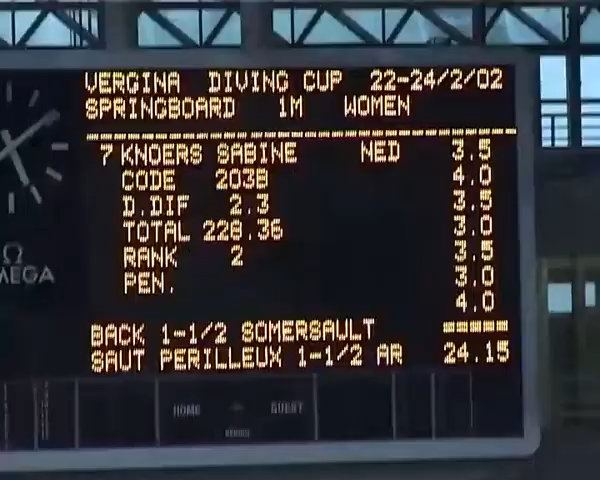 VERGINA DIVING CUP 22-24/2/02
SPRINGBOARD 1M WOMEN
7 KNOERS SABINE NED 3.5
CODE 203B 4.0
D.DIF 2.3 3.5
TOTAL 228.36 3.0
RANK 2 3.5
PEN. 3.0
4.0
BACK 1-1/2 SOMERSAULT
SAUT PERILLEUX 1-1/2 AR 24.15
Ω
OMEGA
HOME GUEST
PERIOD